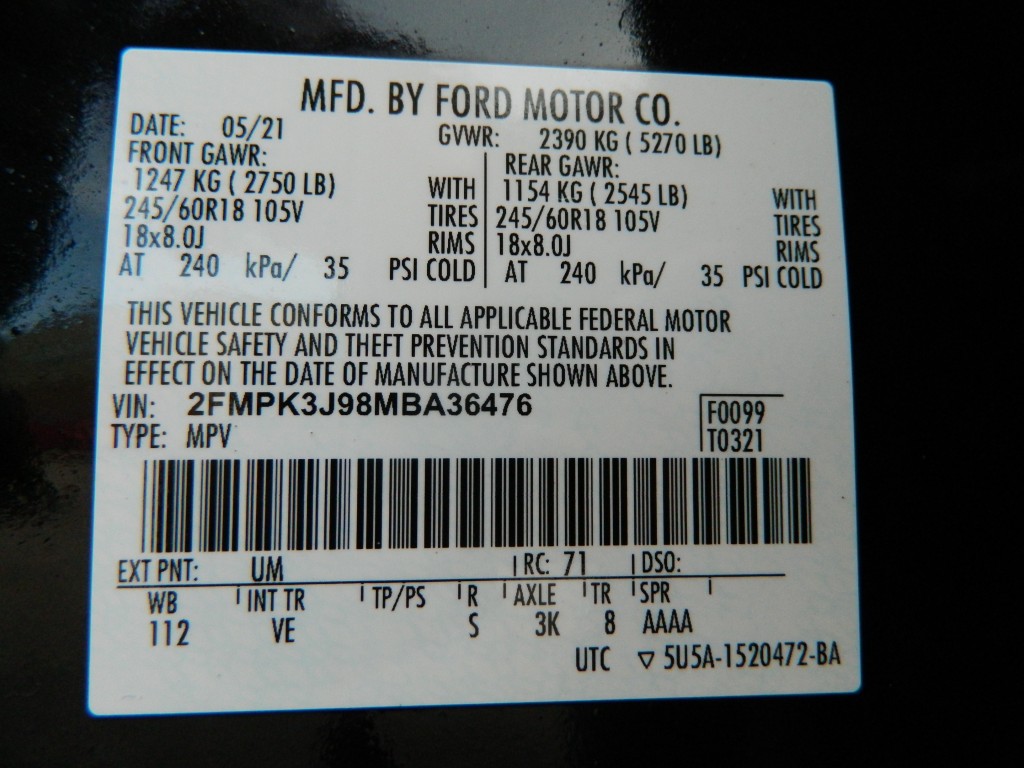 MFD. BY FORD MOTOR CO.
DATE: 05/21 GVWR: 2390 KG ( 5270 LB)
FRONT GAWR: REAR GAWR:
1247 KG ( 2750 LB) WITH 1154 KG ( 2545 LB) WITH
245/60R18 105V TIRES 245/60R18 105V TIRES
18x8.0J RIMS 18x8.0J RIMS
AT 240 kPa/ 35 PSI COLD AT 240 kPa/ 35 PSI COLD
THIS VEHICLE CONFORMS TO ALL APPLICABLE FEDERAL MOTOR
VEHICLE SAFETY AND THEFT PREVENTION STANDARDS IN
EFFECT ON THE DATE OF MANUFACTURE SHOWN ABOVE.
VIN: 2FMPK3J98MBA36476 F0099
TYPE: MPV T0321
EXT PNT: UM RC: 71 DSO:
WB INT TR TP/PS R AXLE TR SPR
112 VE S 3K 8 AAAA
UTC ▽ 5U5A-1520472-BA